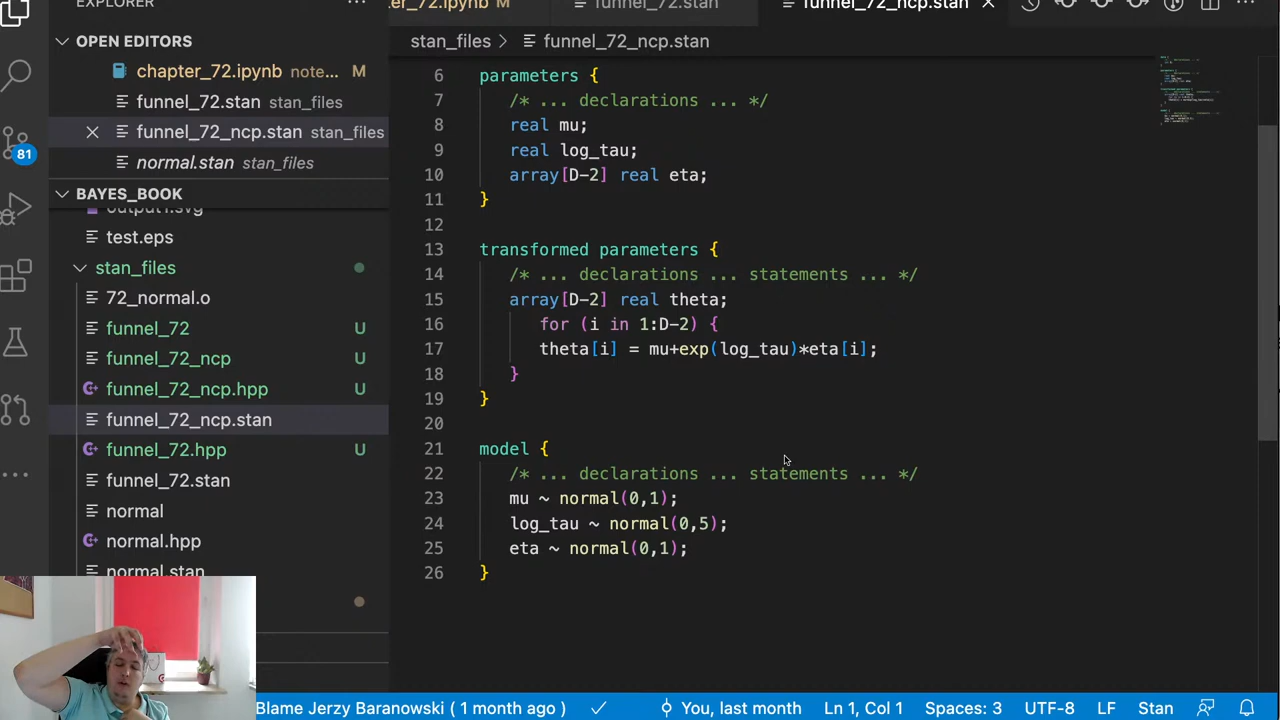 EXPLORER
OPEN EDITORS
chapter_72.ipynb note... M
funnel_72.stan stan_files
funnel_72_ncp.stan stan_files
normal.stan stan_files
81
BAYES_BOOK
output1.svg
test.eps
stan_files
72_normal.o
funnel_72 U
funnel_72_ncp U
funnel_72_ncp.hpp U
funnel_72_ncp.stan
funnel_72.hpp U
funnel_72.stan
normal
normal.hpp
normal.stan
ter_72.ipynb M
funnel_72.stan
funnel_72_ncp.stan
stan_files > funnel_72_ncp.stan
6 parameters {
7 /* ... declarations ... */
8 real mu;
9 real log_tau;
10 array[D-2] real eta;
11 }
12
13 transformed parameters {
14 /* ... declarations ... statements ... */
15 array[D-2] real theta;
16 for (i in 1:D-2) {
17 theta[i] = mu+exp(log_tau)*eta[i];
18 }
19 }
20
21 model {
22 /* ... declarations ... statements ... */
23 mu ~ normal(0,1);
24 log_tau ~ normal(0,5);
25 eta ~ normal(0,1);
26 }
Blame Jerzy Baranowski ( 1 month ago ) You, last month Ln 1, Col 1 Spaces: 3 UTF-8 LF Stan